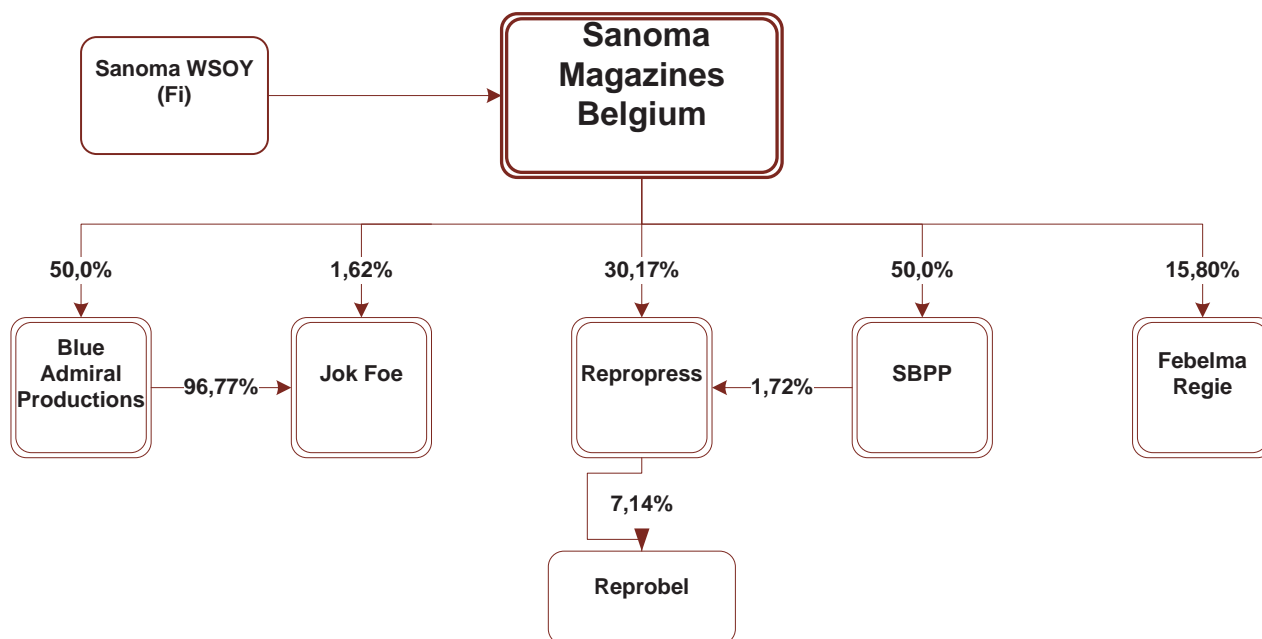 Sanoma WSOY
(Fi)
Sanoma
Magazines
Belgium
50,0%
1,62%
30,17%
50,0%
15,80%
Blue
Admiral
Productions
96,77%
Jok Foe
Repropress
1,72%
SBPP
Febelma
Regie
7,14%
Reprobel